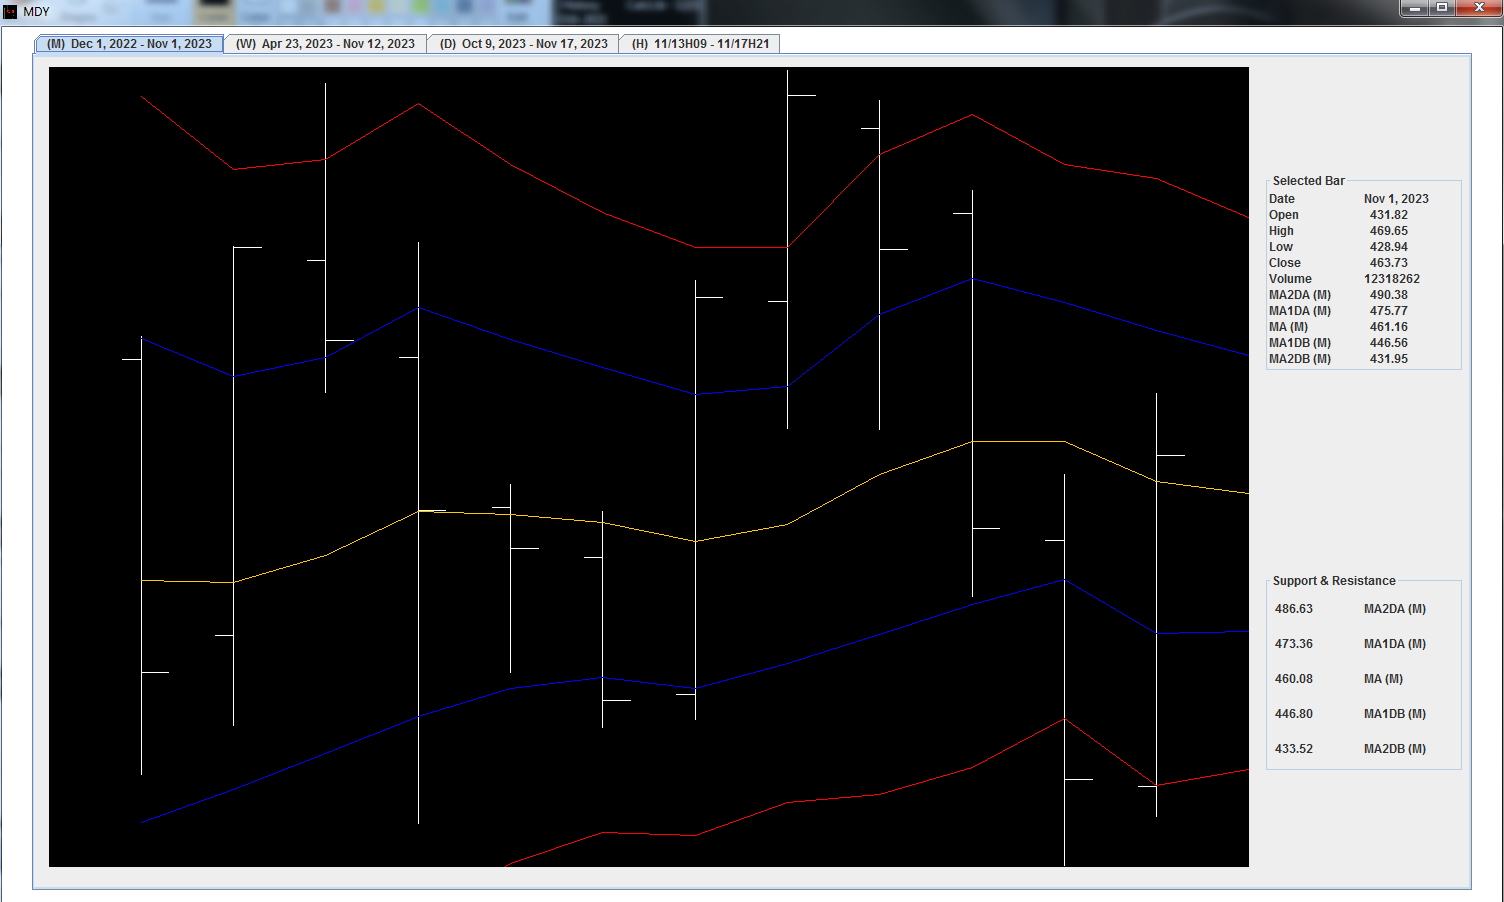 MDY
(M) Dec 1, 2022 - Nov 1, 2023 (W) Apr 23, 2023 - Nov 12, 2023 (D) Oct 9, 2023 - Nov 17, 2023 (H) 11/13H09 - 11/17H21
Selected Bar
Date Nov 1, 2023
Open 431.82
High 469.65
Low 428.94
Close 463.73
Volume 12318262
MA2DA (M) 490.38
MA1DA (M) 475.77
MA (M) 461.16
MA1DB (M) 446.56
MA2DB (M) 431.95
Support & Resistance
486.63 MA2DA (M)
473.36 MA1DA (M)
460.08 MA (M)
446.80 MA1DB (M)
433.52 MA2DB (M)